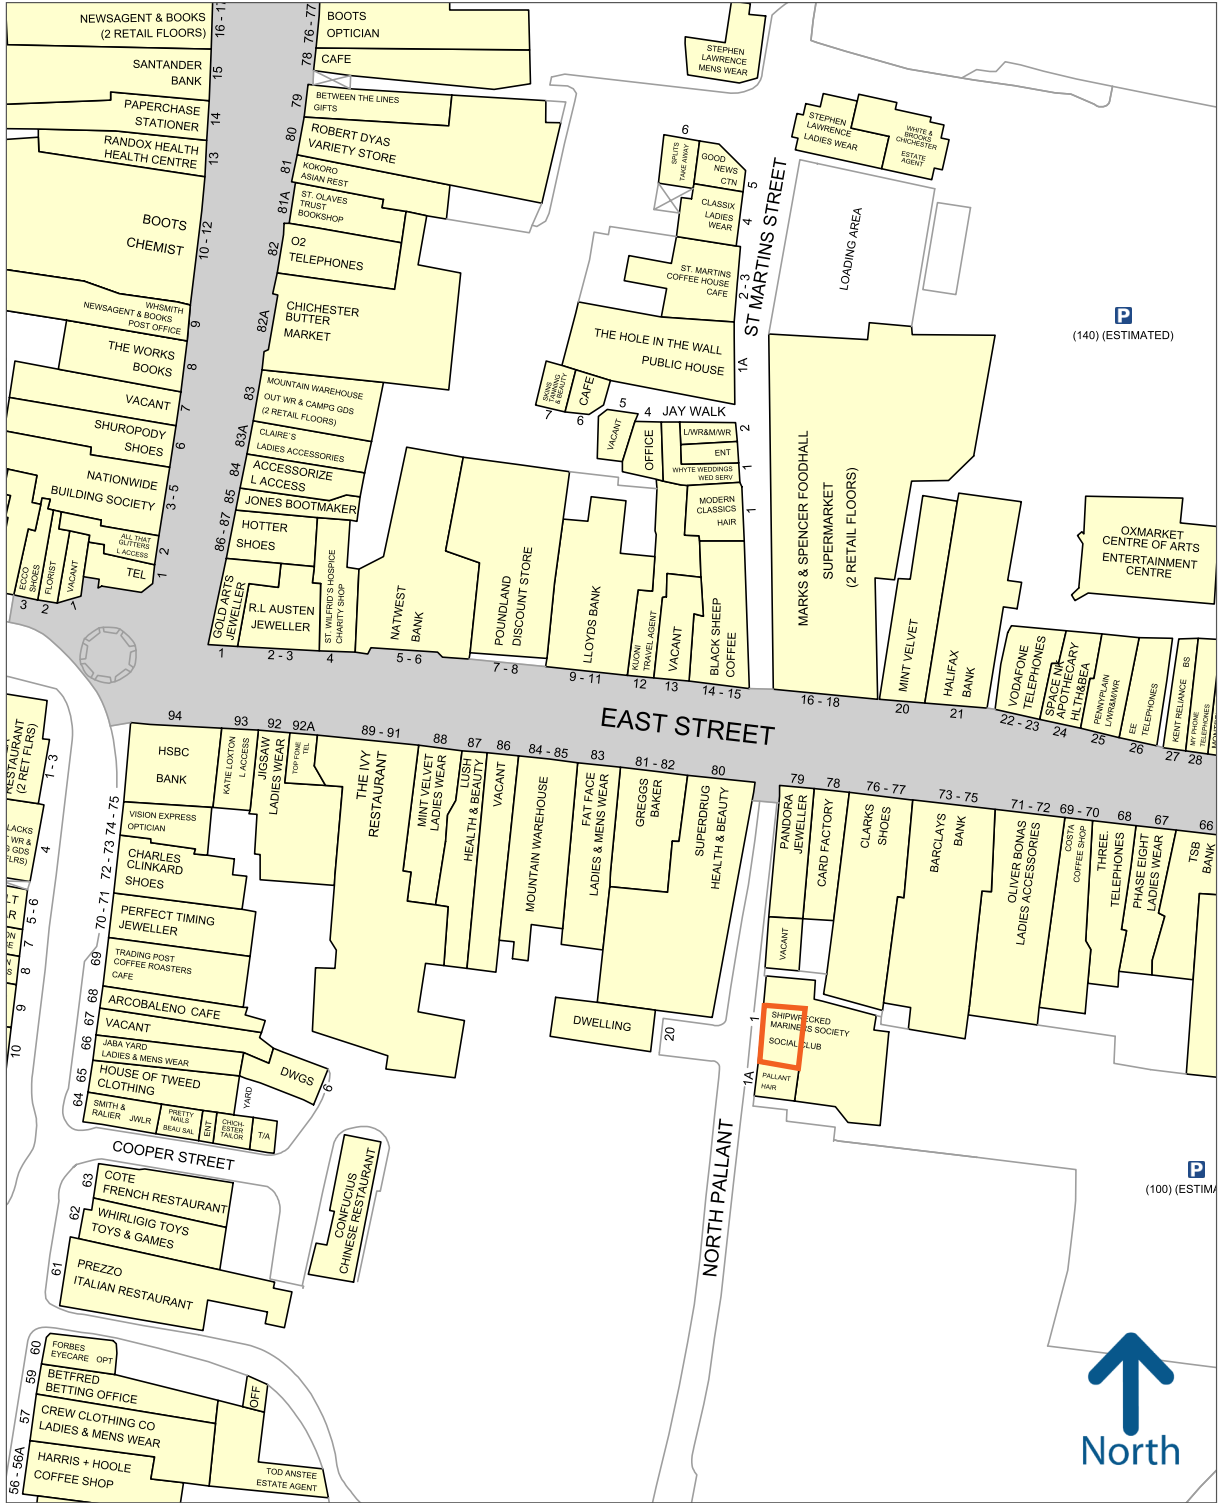 NEWSAGENT & BOOKS
(2 RETAIL FLOORS)
16 - 1
SANTANDER
BANK
15
PAPERCHASE
STATIONER
14
RANDOX HEALTH
HEALTH CENTRE
13
BOOTS
CHEMIST
10 - 12
WHSMITH
NEWSAGENT & BOOKS
POST OFFICE
9
THE WORKS
BOOKS
8
VACANT
7
SHUROPODY
SHOES
6
NATIONWIDE
BUILDING SOCIETY
3 - 5
ALL THAT
GLITTERS
L ACCESS
2
TEL
1
ECCO
SHOES
3
FLORIST
2
VACANT
1
76 - 77
BOOTS
OPTICIAN
78
CAFE
79
BETWEEN THE LINES
GIFTS
80
ROBERT DYAS
VARIETY STORE
81
KOKORO
ASIAN REST
81A
ST. OLAVES
TRUST
BOOKSHOP
82
O2
TELEPHONES
82A
CHICHESTER
BUTTER
MARKET
83
MOUNTAIN WAREHOUSE
OUT WR & CAMPG GDS
(2 RETAIL FLOORS)
83A
CLAIRE`S
LADIES ACCESSORIES
84
ACCESSORIZE
L ACCESS
85
JONES BOOTMAKER
86 - 87
HOTTER
SHOES
GOLD ARTS
JEWELLER
1
R.L AUSTEN
JEWELLER
2 - 3
ST. WILFRID'S HOSPICE
CHARITY SHOP
4
NATWEST
BANK
5 - 6
POUNDLAND
DISCOUNT STORE
7 - 8
LLOYDS BANK
9 - 11
KUONI
TRAVEL AGENT
12
VACANT
13
BLACK SHEEP
COFFEE
14 - 15
STEPHEN
LAWRENCE
MENS WEAR
STEPHEN
LAWRENCE
LADIES WEAR
WHITE &
BROOKS
CHICHESTER
ESTATE
AGENT
6
SPLITS
TAKE AWAY
GOOD
NEWS
CTN
5
CLASSIX
LADIES
WEAR
4
ST. MARTINS
COFFEE HOUSE
CAFE
2 - 3
THE HOLE IN THE WALL
PUBLIC HOUSE
1A
ST MARTINS STREET
LOADING AREA
SKINS
TANNING
& BEAUTY
7
CAFE
6
5
VACANT
4
OFFICE
JAY WALK
L/WR&M/WR
2
ENT
WHYTE WEDDINGS
WED SERV
1
MODERN
CLASSICS
HAIR
1
MARKS & SPENCER FOODHALL
SUPERMARKET
(2 RETAIL FLOORS)
16 - 18
P
(140) (ESTIMATED)
OXMARKET
CENTRE OF ARTS
ENTERTAINMENT
CENTRE
MINT VELVET
20
HALIFAX
BANK
21
VODAFONE
TELEPHONES
22 - 23
SPACE NK
APOTHECARY
HLTH&BEA
24
PENNYPLAIN
L/WR&M/WR
25
EE
TELEPHONES
26
KENT RELIANCE BS
27
MY PHONE
TELEPHONES
28
EAST STREET
94
HSBC
BANK
93
KATIE LOXTON
L ACCESS
92
JIGSAW
LADIES WEAR
92A
TOP FONE
TEL
89 - 91
THE IVY
RESTAURANT
88
MINT VELVET
LADIES WEAR
87
LUSH
HEALTH & BEAUTY
86
VACANT
84 - 85
MOUNTAIN WAREHOUSE
83
FAT FACE
LADIES & MENS WEAR
81 - 82
GREGGS
BAKER
80
SUPERDRUG
HEALTH & BEAUTY
79
PANDORA
JEWELLER
78
CARD FACTORY
76 - 77
CLARKS
SHOES
73 - 75
BARCLAYS
BANK
71 - 72
OLIVER BONAS
LADIES ACCESSORIES
69 - 70
COSTA
COFFEE SHOP
68
THREE.
TELEPHONES
67
PHASE EIGHT
LADIES WEAR
66
TSB
BANK
VACANT
RESTAURANT
(2 RET FLRS)
1 - 3
LACKS
WR &
GDS
FLRS)
4
5 - 6
7
8
9
10
74 - 75
VISION EXPRESS
OPTICIAN
72 - 73
CHARLES
CLINKARD
SHOES
70 - 71
PERFECT TIMING
JEWELLER
69
TRADING POST
COFFEE ROASTERS
CAFE
68
ARCOBALENO CAFE
67
VACANT
66
JABA YARD
LADIES & MENS WEAR
65
HOUSE OF TWEED
CLOTHING
DWGS
6
YARD
64
SMITH &
RALIER JWLR
PRETTY
NAILS
BEAU SAL
ENT
CHICH-
ESTER
TAILOR
T/A
COOPER STREET
DWELLING
20
1
SHIPWRECKED
MARINERS SOCIETY
SOCIAL CLUB
1A
PALLANT
HAIR
NORTH PALLANT
63
COTE
FRENCH RESTAURANT
62
WHIRLIGIG TOYS
TOYS & GAMES
61
PREZZO
ITALIAN RESTAURANT
CONFUCIUS
CHINESE RESTAURANT
60
FORBES
EYECARE OPT
59
BETFRED
BETTING OFFICE
OFF
57
CREW CLOTHING CO
LADIES & MENS WEAR
56 - 56A
HARRIS + HOOLE
COFFEE SHOP
TOD ANSTEE
ESTATE AGENT
P
(100) (ESTIMA
North